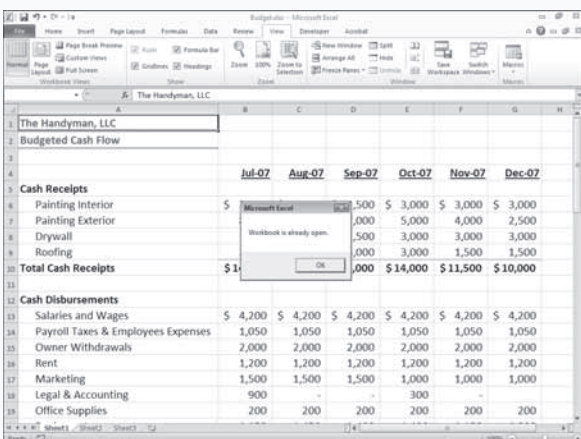 Budget.xlsx - Microsoft Excel
File Home Insert Page Layout Formulas Data Review View Developer Acrobat
Normal Page Layout Page Break Preview Custom Views Full Screen
Ruler Formula Bar Gridlines Headings
Zoom 100% Zoom to Selection
New Window Arrange All Freeze Panes Split Hide Unhide
Save Workspace Switch Windows Macros
Workbook Views Show Zoom Window Macros
fx The Handyman, LLC
A B C D E F G H
1 The Handyman, LLC
2 Budgeted Cash Flow
3
4 Jul-07 Aug-07 Sep-07 Oct-07 Nov-07 Dec-07
5 Cash Receipts
6 Painting Interior $ ,500 $ 3,000 $ 3,000 $ 3,000
7 Painting Exterior ,000 5,000 4,000 2,500
8 Drywall ,500 3,000 3,000 3,000
9 Roofing ,000 3,000 1,500 1,500
10 Total Cash Receipts $1 ,000 $14,000 $11,500 $10,000
Microsoft Excel
Workbook is already open.
OK
11
12 Cash Disbursements
13 Salaries and Wages $ 4,200 $ 4,200 $ 4,200 $ 4,200 $ 4,200 $ 4,200
14 Payroll Taxes & Employees Expenses 1,050 1,050 1,050 1,050 1,050 1,050
15 Owner Withdrawals 2,000 2,000 2,000 2,000 2,000 2,000
16 Rent 1,200 1,200 1,200 1,200 1,200 1,200
17 Marketing 1,500 1,500 1,500 1,000 1,000 1,000
18 Legal & Accounting 900 - - 300 -
19 Office Supplies 200 200 200 200 200 200
Sheet1 Sheet2 Sheet3
Ready